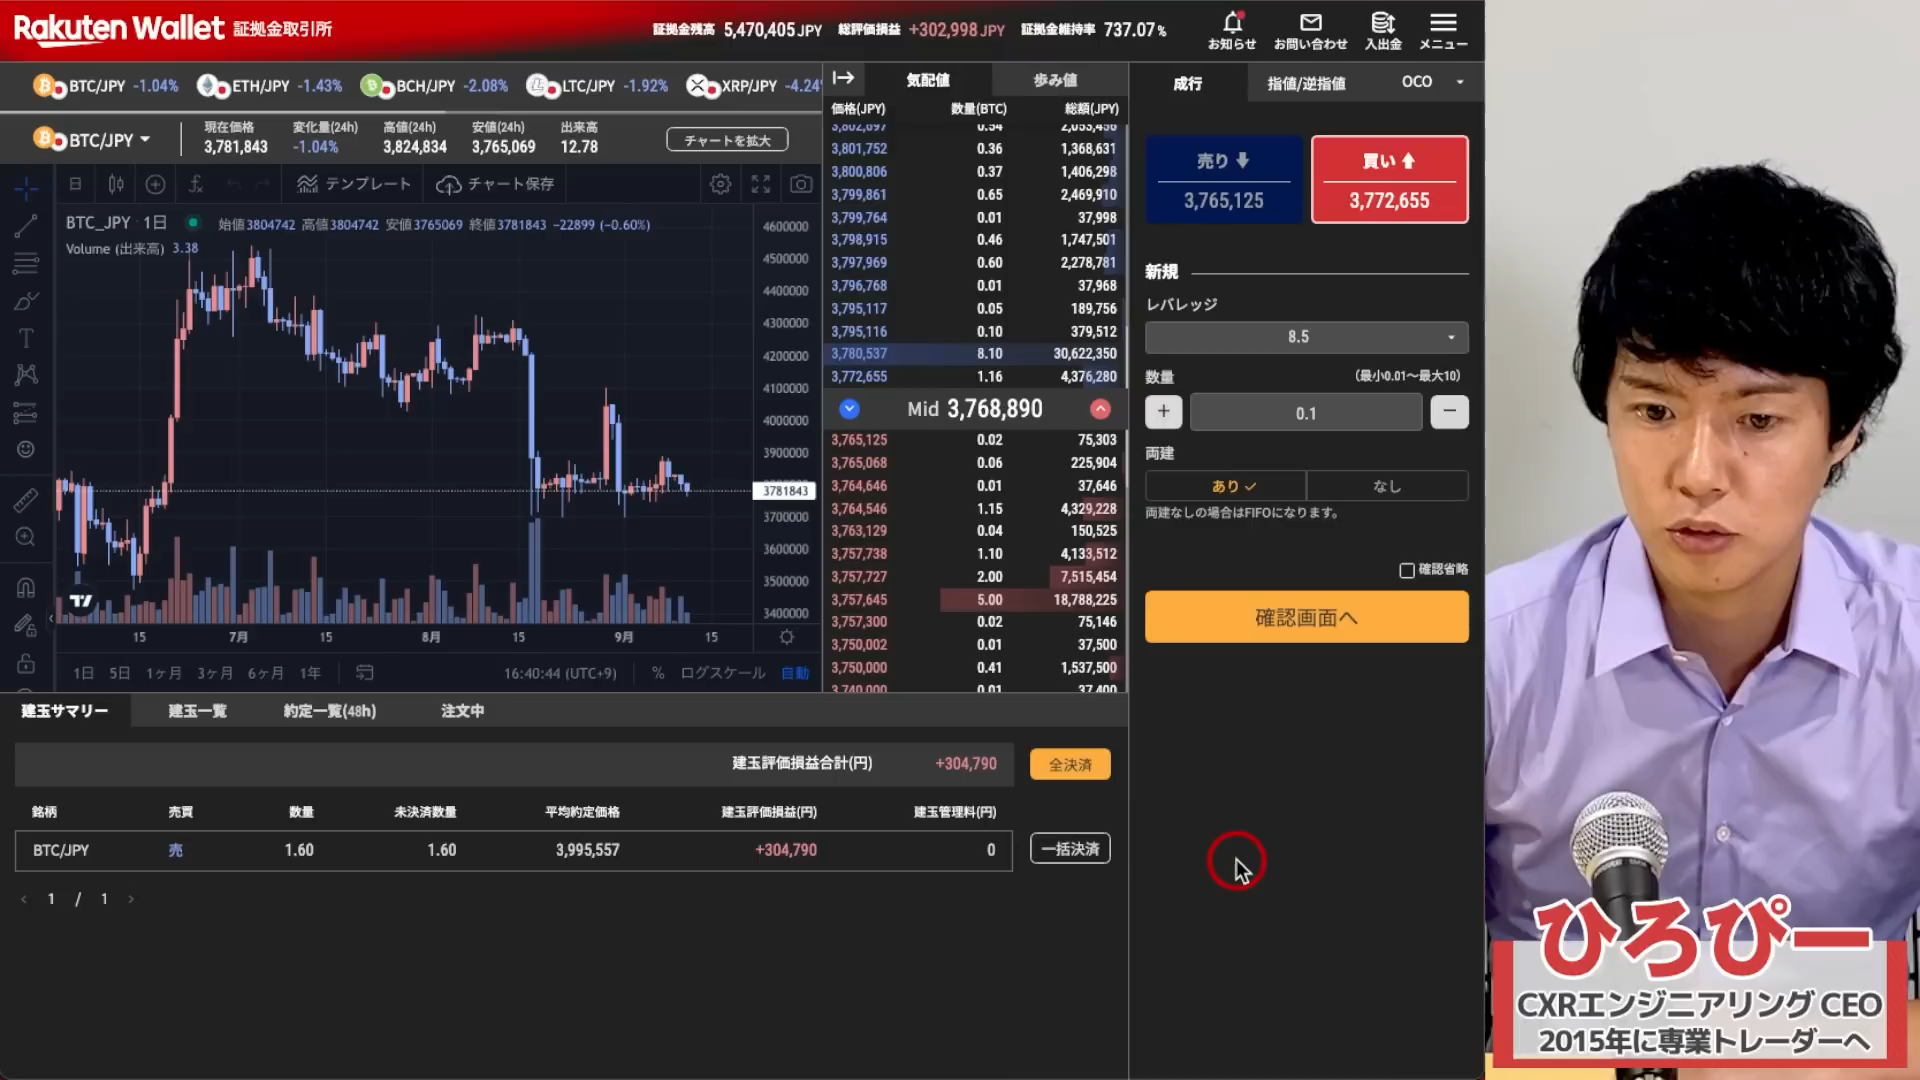 Rakuten Wallet 証拠金取引所
証拠金残高 5,470,405 JPY 総評価損益 +302,998 JPY 証拠金維持率 737.07 %
お知らせ お問い合わせ 入出金 メニュー
BTC/JPY -1.04% ETH/JPY -1.43% BCH/JPY -2.08% LTC/JPY -1.92% XRP/JPY -4.24
BTC/JPY
現在価格 変化量(24h) 高値(24h) 安値(24h) 出来高
3,781,843 -1.04% 3,824,834 3,765,069 12.78
チャートを拡大
テンプレート チャート保存
BTC_JPY 1日 始値3804742 高値3804742 安値3765069 終値3781843 −22899 (−0.60%)
Volume (出来高) 3.38
4600000
4500000
4400000
4300000
4200000
4100000
4000000
3900000
3781843
3700000
3600000
3500000
3400000
15 7月 15 8月 15 9月 15
1日 5日 1ヶ月 3ヶ月 6ヶ月 1年 16:40:44 (UTC+9) % ログスケール 自動
気配値 歩み値
価格(JPY) 数量(BTC) 総額(JPY)
3,802,697 0.54 2,053,456
3,801,752 0.36 1,368,631
3,800,806 0.37 1,406,298
3,799,861 0.65 2,469,910
3,799,764 0.01 37,998
3,798,915 0.46 1,747,501
3,797,969 0.60 2,278,781
3,796,768 0.01 37,968
3,795,117 0.05 189,756
3,795,116 0.10 379,512
3,780,537 8.10 30,622,350
3,772,655 1.16 4,376,280
Mid 3,768,890
3,765,125 0.02 75,303
3,765,068 0.06 225,904
3,764,646 0.01 37,646
3,764,546 1.15 4,329,228
3,763,129 0.04 150,525
3,757,738 1.10 4,133,512
3,757,727 2.00 7,515,454
3,757,645 5.00 18,788,225
3,757,300 0.02 75,146
3,750,002 0.01 37,500
3,750,000 0.41 1,537,500
3,740,000 0.01 37,400
成行 指値/逆指値 OCO
売り 買い
3,765,125 3,772,655
新規
レバレッジ
8.5
数量 (最小0.01〜最大10)
+ 0.1 −
両建
あり なし
両建なしの場合はFIFOになります。
確認省略
確認画面へ
建玉サマリー 建玉一覧 約定一覧(48h) 注文中
建玉評価損益合計(円) +304,790 全決済
銘柄 売買 数量 未決済数量 平均約定価格 建玉評価損益(円) 建玉管理料(円)
BTC/JPY 売 1.60 1.60 3,995,557 +304,790 0 一括決済
1 / 1
ひろぴー
CXRエンジニアリング CEO
2015年に専業トレーダーへ